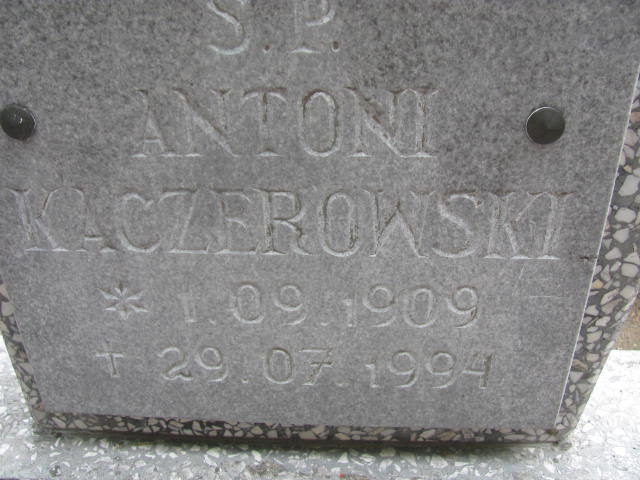 S.P.
ANTONI
KACZEROWSKI
* 1.09.1909
+ 29.07.1994